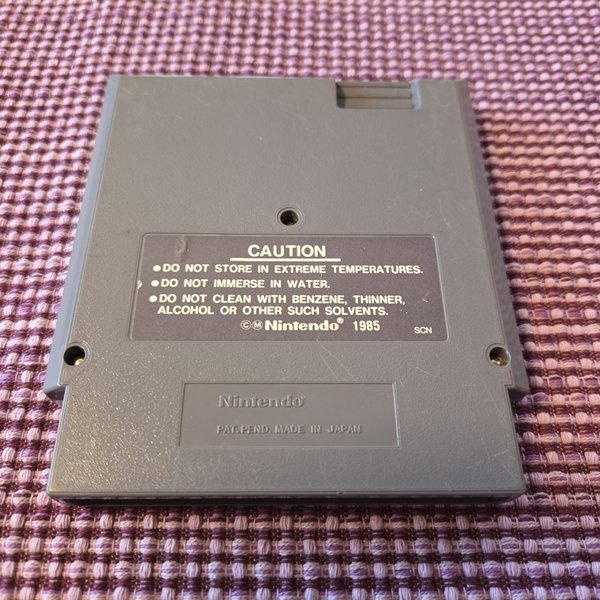 CAUTION
•DO NOT STORE IN EXTREME TEMPERATURES.
•DO NOT IMMERSE IN WATER.
•DO NOT CLEAN WITH BENZENE, THINNER,
ALCOHOL OR OTHER SUCH SOLVENTS.
©Ⓜ Nintendo® 1985 SCN
Nintendo®
PAT. PEND. MADE IN JAPAN